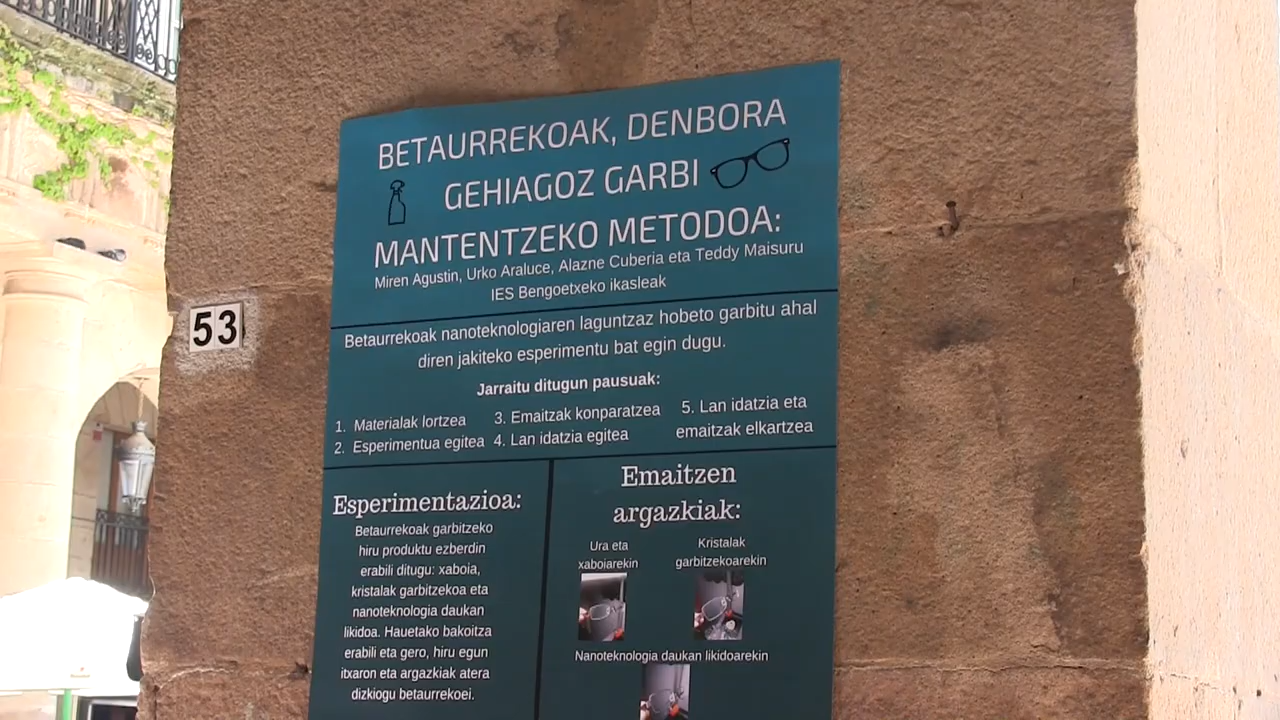 BETAURREKOAK, DENBORA
GEHIAGOZ GARBI
MANTENTZEKO METODOA:
Miren Agustin, Urko Araluce, Alazne Cuberia eta Teddy Maisuru
IES Bengoetxeko ikasleak
53
Betaurrekoak nanoteknologiaren laguntzaz hobeto garbitu ahal
diren jakiteko esperimentu bat egin dugu.
Jarraitu ditugun pausuak:
1. Materialak lortzea
2. Esperimentua egitea
3. Emaitzak konparatzea
4. Lan idatzia egitea
5. Lan idatzia eta
emaitzak elkartzea
Esperimentazioa:
Betaurrekoak garbitzeko
hiru produktu ezberdin
erabili ditugu: xaboia,
kristalak garbitzekoa eta
nanoteknologia daukan
likidoa. Hauetako bakoitza
erabili eta gero, hiru egun
itxaron eta argazkiak atera
dizkiogu betaurrekoei.
Emaitzen
argazkiak:
Ura eta
xaboiarekin
Kristalak
garbitzekoarekin
Nanoteknologia daukan likidoarekin